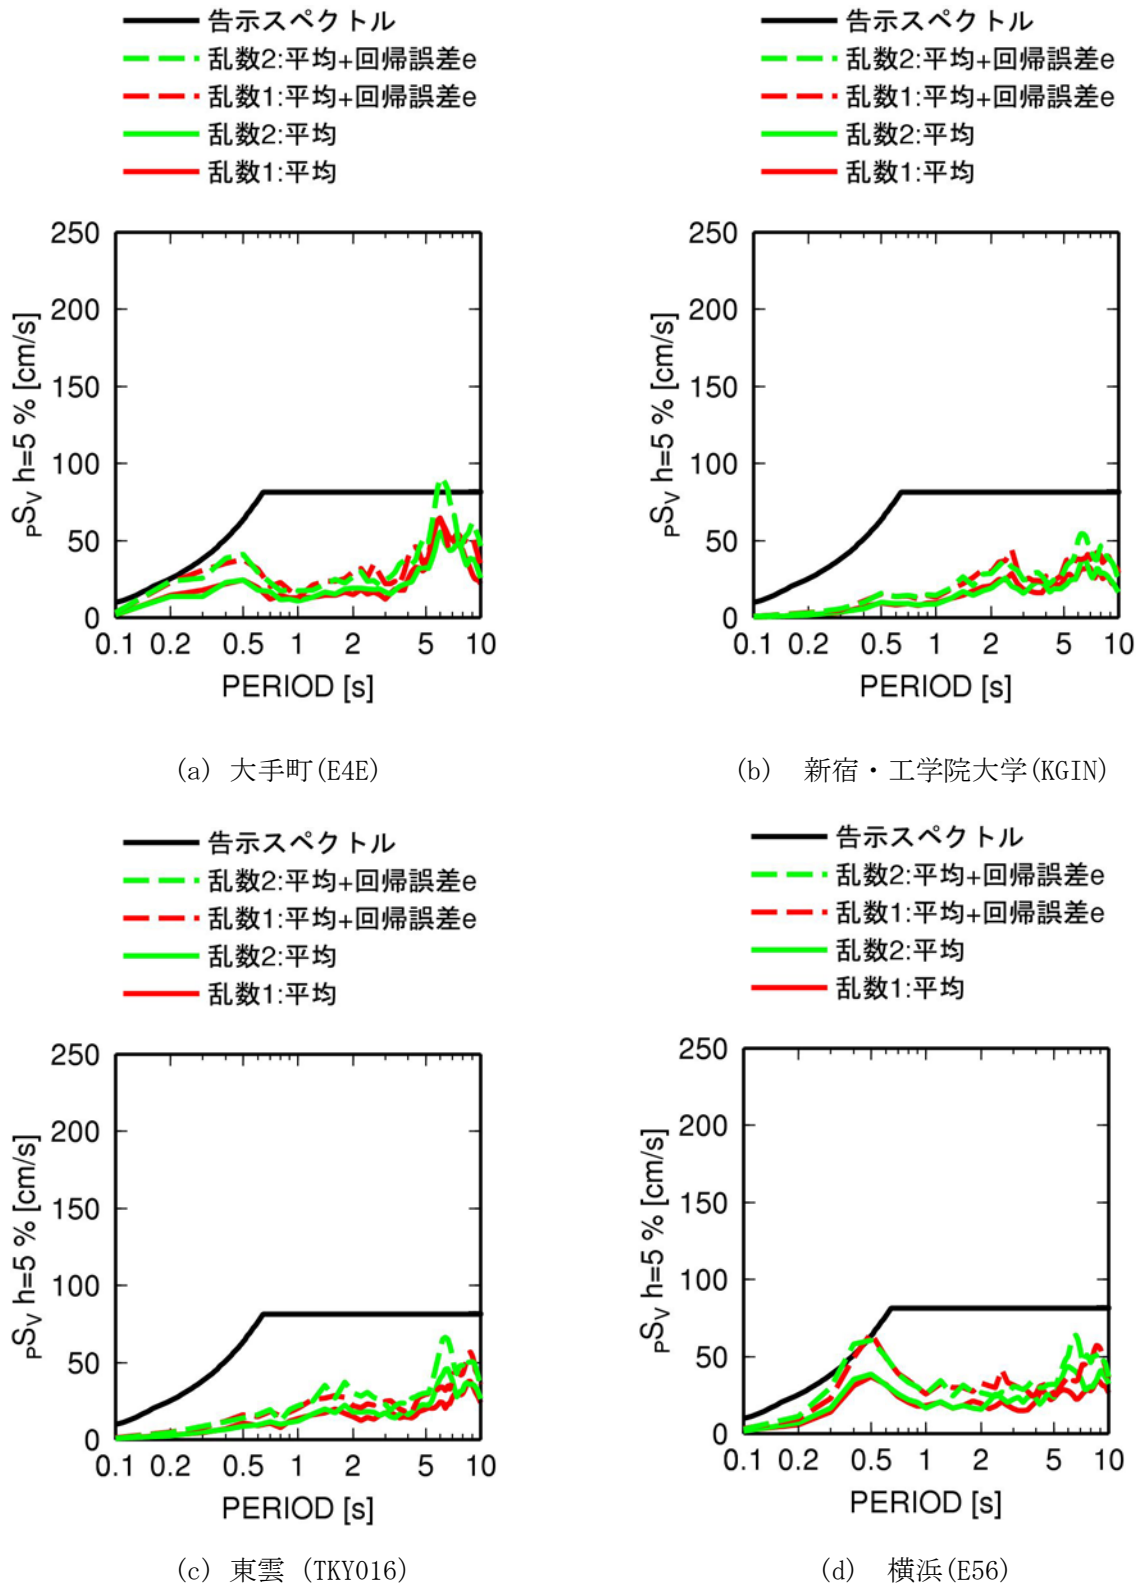 告示スペクトル
乱数2:平均+回帰誤差e
乱数1:平均+回帰誤差e
乱数2:平均
乱数1:平均
250
200
150
100
50
0
PSV h=5 % [cm/s]
0.1 0.2 0.5 1 2 5 10
PERIOD [s]
(a) 大手町(E4E)
告示スペクトル
乱数2:平均+回帰誤差e
乱数1:平均+回帰誤差e
乱数2:平均
乱数1:平均
250
200
150
100
50
0
PSV h=5 % [cm/s]
0.1 0.2 0.5 1 2 5 10
PERIOD [s]
(b) 新宿・工学院大学(KGIN)
告示スペクトル
乱数2:平均+回帰誤差e
乱数1:平均+回帰誤差e
乱数2:平均
乱数1:平均
250
200
150
100
50
0
PSV h=5 % [cm/s]
0.1 0.2 0.5 1 2 5 10
PERIOD [s]
(c) 東雲 (TKY016)
告示スペクトル
乱数2:平均+回帰誤差e
乱数1:平均+回帰誤差e
乱数2:平均
乱数1:平均
250
200
150
100
50
0
PSV h=5 % [cm/s]
0.1 0.2 0.5 1 2 5 10
PERIOD [s]
(d) 横浜(E56)